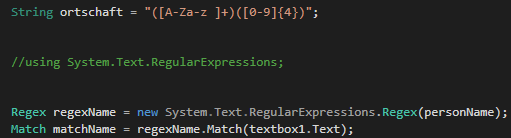 String ortschaft = "([A-Za-z ]+)([0-9]{4})";
//using System.Text.RegularExpressions;
Regex regexName = new System.Text.RegularExpressions.Regex(personName);
Match matchName = regexName.Match(textbox1.Text);